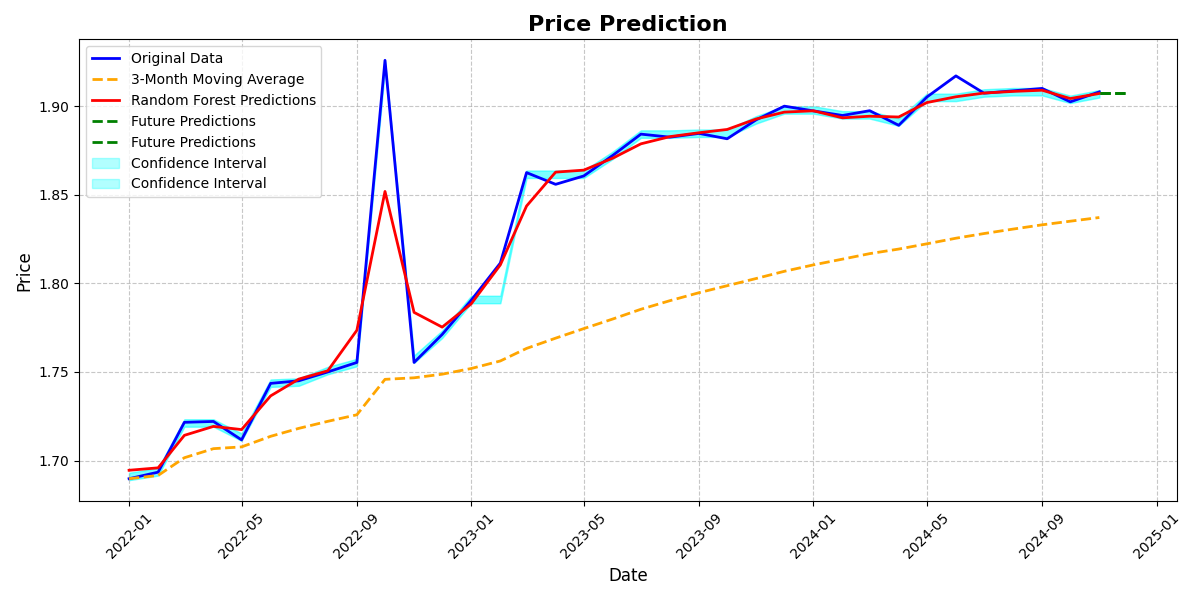 Price Prediction
Original Data
3-Month Moving Average
Random Forest Predictions
Future Predictions
Future Predictions
Confidence Interval
Confidence Interval
Price
1.90
1.85
1.80
1.75
1.70
2022-01
2022-05
2022-09
2023-01
2023-05
2023-09
2024-01
2024-05
2024-09
2025-01
Date